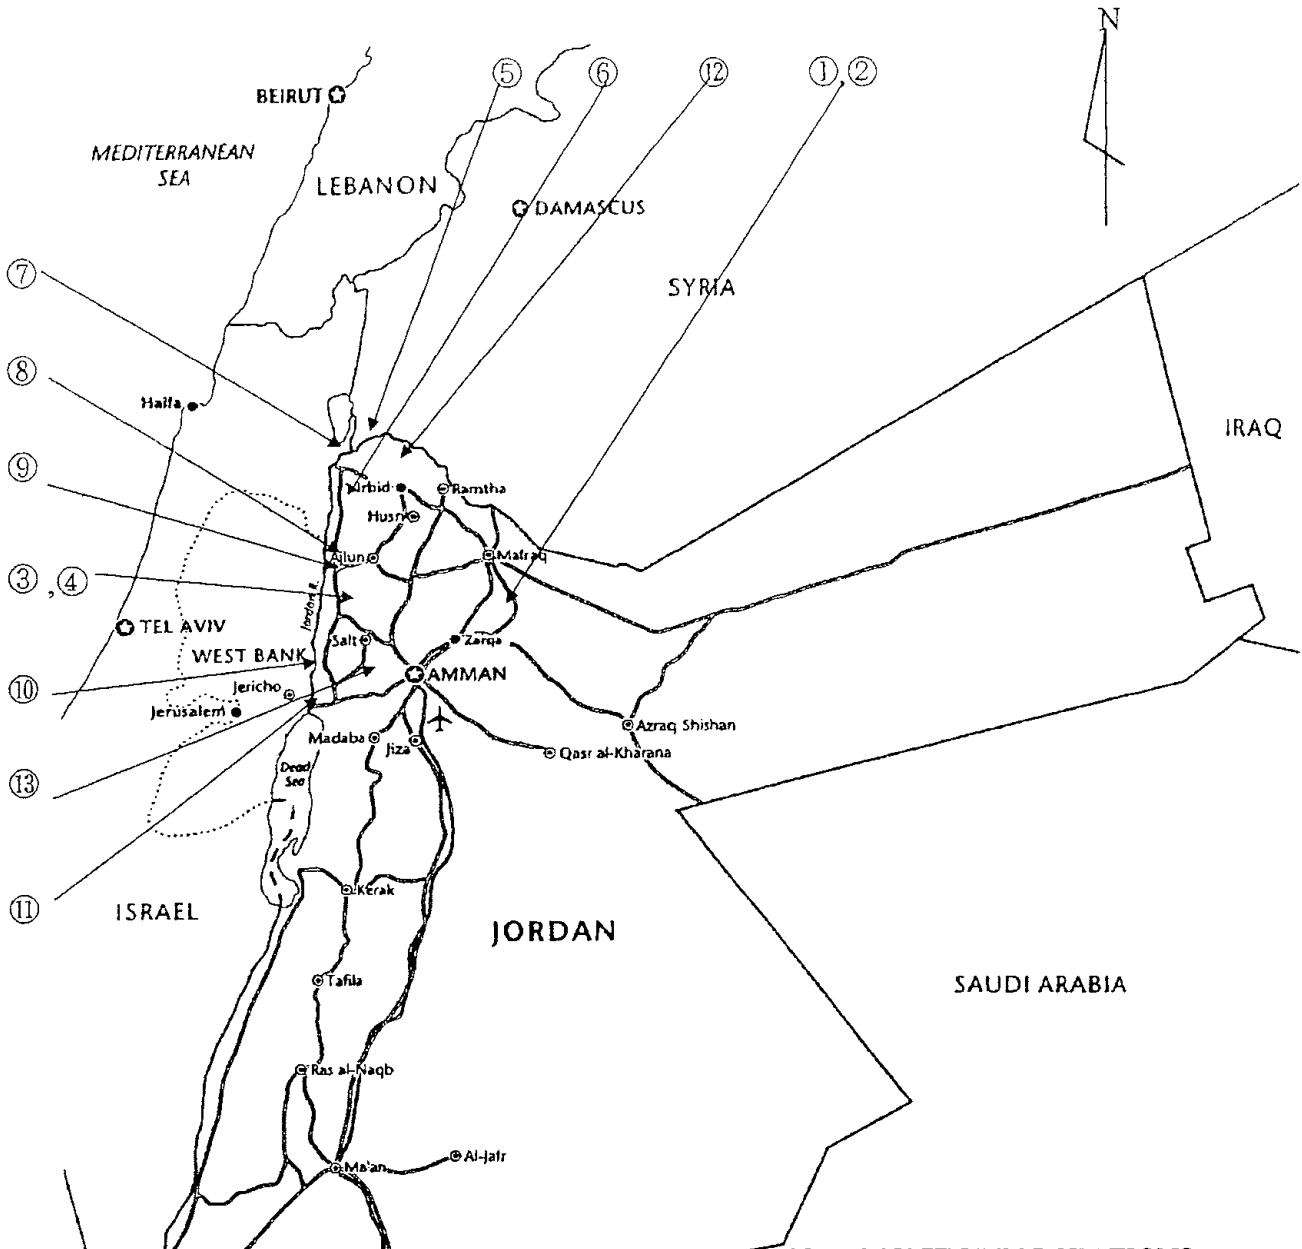 N
⑤ ⑥ ⑫ ①,②
BEIRUT
MEDITERRANEAN
SEA
LEBANON
DAMASCUS
⑦
SYRIA
⑧
Haifa
IRAQ
⑨
Irbid
Ramtha
Husn
Ajlun
Mafraq
③,④
Jordan R.
TEL AVIV
Salt
Zarqa
WEST BANK
AMMAN
⑩
Jericho
Jerusalem
Azraq Shishan
Madaba
Jiza
Qasr al-Kharana
Dead
Sea
⑬
Kerak
⑪
ISRAEL
JORDAN
Tafila
SAUDI ARABIA
Ras al-Naqb
Al-Jafr
Ma'an